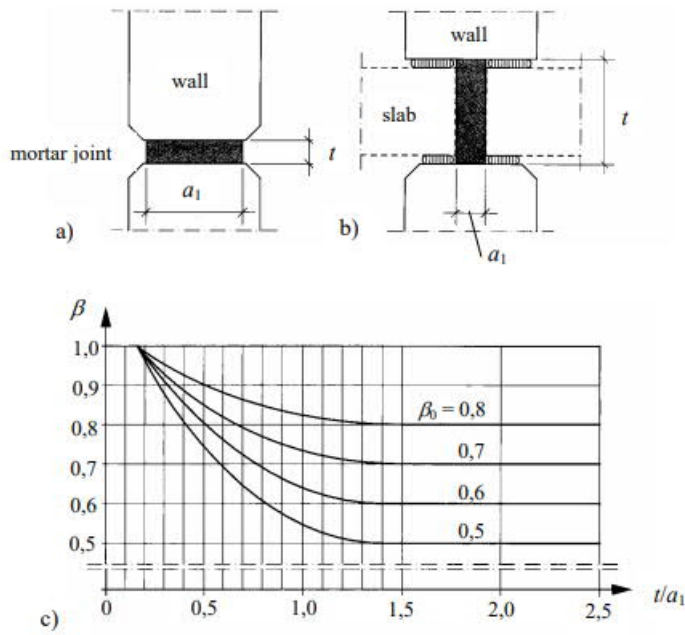 wall
wall
slab
t
mortar joint
t
a₁
a)
b)
a₁
β
1,0
0,9
0,8
0,7
0,6
0,5
β₀ = 0,8
0,7
0,6
0,5
0
0,5
1,0
1,5
2,0
2,5
t/a₁
c)